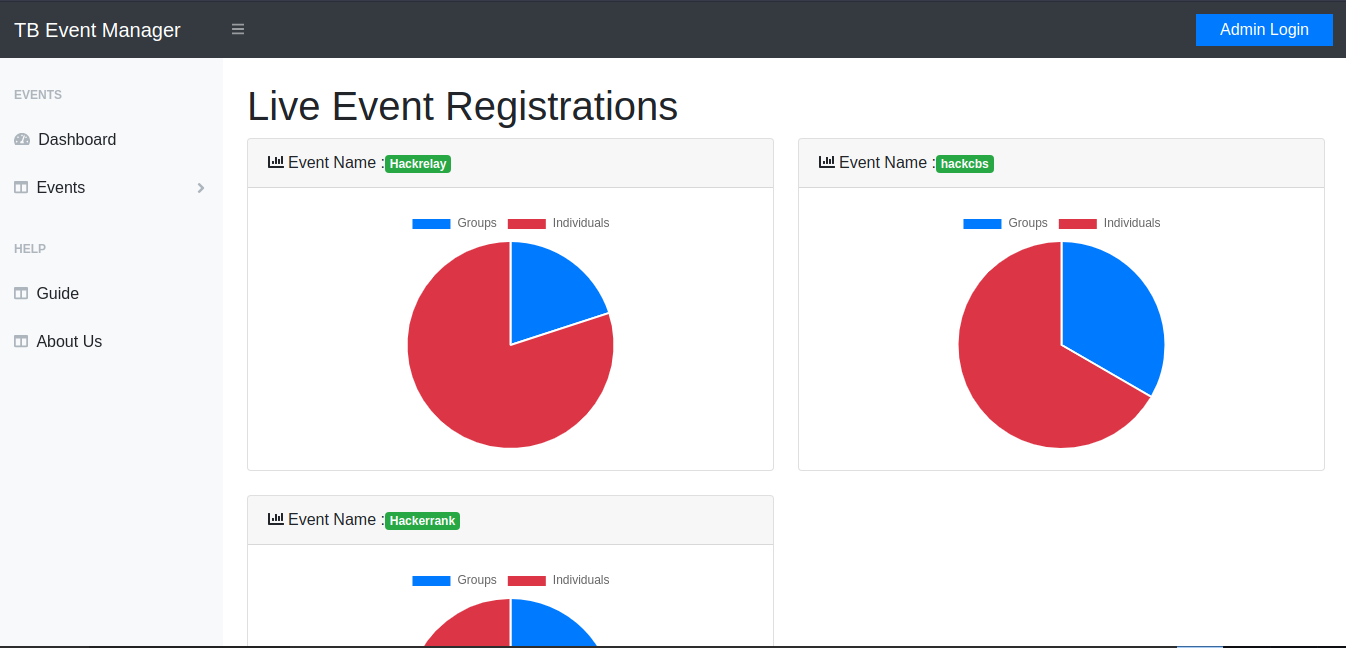 TB Event Manager
Admin Login
EVENTS
Dashboard
Events
HELP
Guide
About Us
Live Event Registrations
Event Name :Hackrelay
Groups Individuals
Event Name :hackcbs
Groups Individuals
Event Name :Hackerrank
Groups Individuals